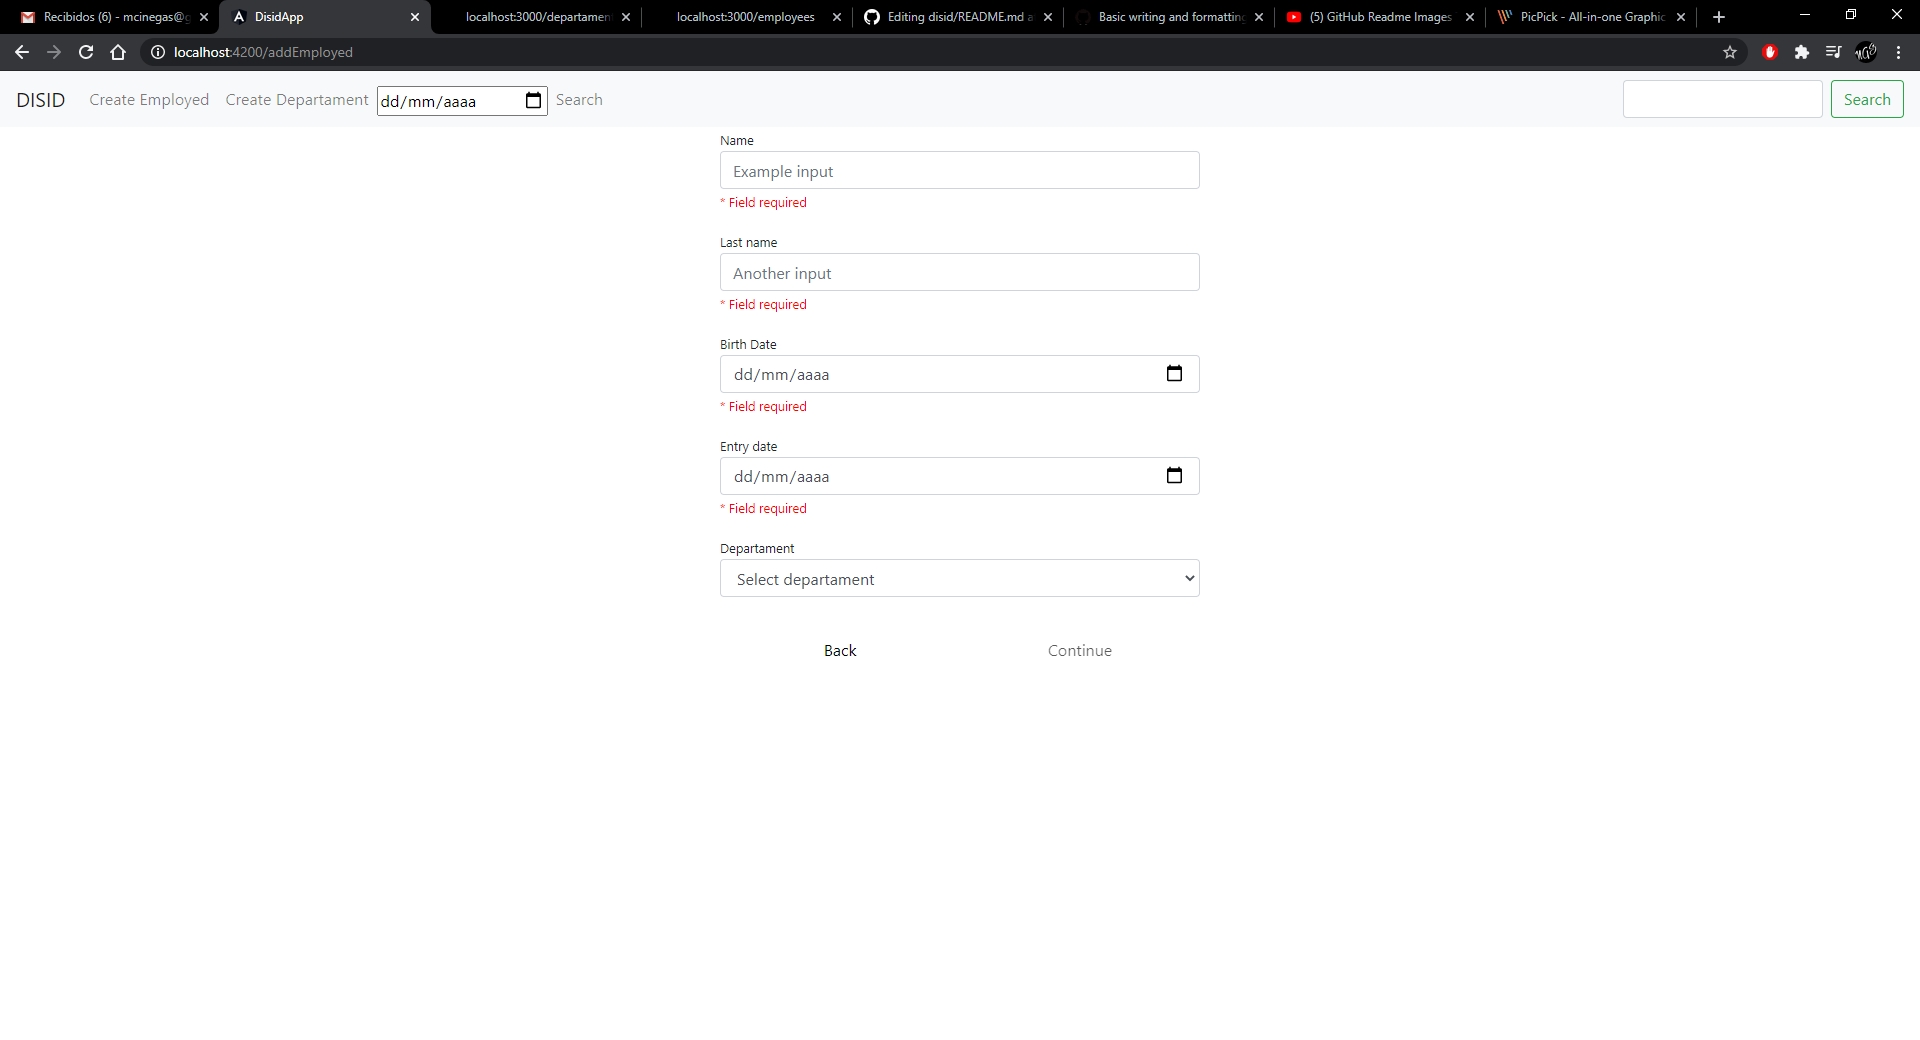 Recibidos (6) - mcinegas@g
DisidApp
localhost:3000/departament
localhost:3000/employees
Editing disid/README.md a
Basic writing and formatting
(5) GitHub Readme Images
PicPick - All-in-one Graphic
localhost:4200/addEmployed
DISID Create Employed Create Departament dd/mm/aaaa Search Search
Name
Example input
* Field required
Last name
Another input
* Field required
Birth Date
dd/mm/aaaa
* Field required
Entry date
dd/mm/aaaa
* Field required
Departament
Select departament
Back Continue